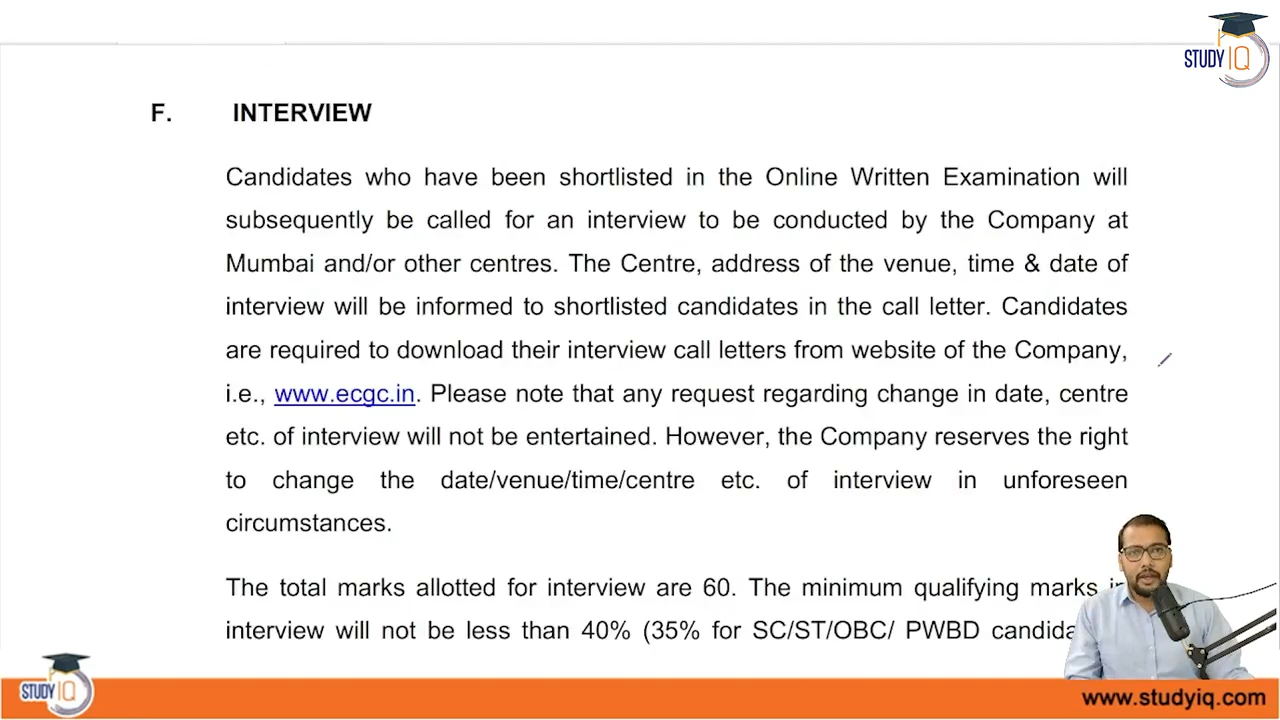 STUDY IQ
F. INTERVIEW
Candidates who have been shortlisted in the Online Written Examination will
subsequently be called for an interview to be conducted by the Company at
Mumbai and/or other centres. The Centre, address of the venue, time & date of
interview will be informed to shortlisted candidates in the call letter. Candidates
are required to download their interview call letters from website of the Company,
i.e., www.ecgc.in. Please note that any request regarding change in date, centre
etc. of interview will not be entertained. However, the Company reserves the right
to change the date/venue/time/centre etc. of interview in unforeseen
circumstances.
The total marks allotted for interview are 60. The minimum qualifying marks
interview will not be less than 40% (35% for SC/ST/OBC/ PWBD
STUDY IQ
www.studyiq.com